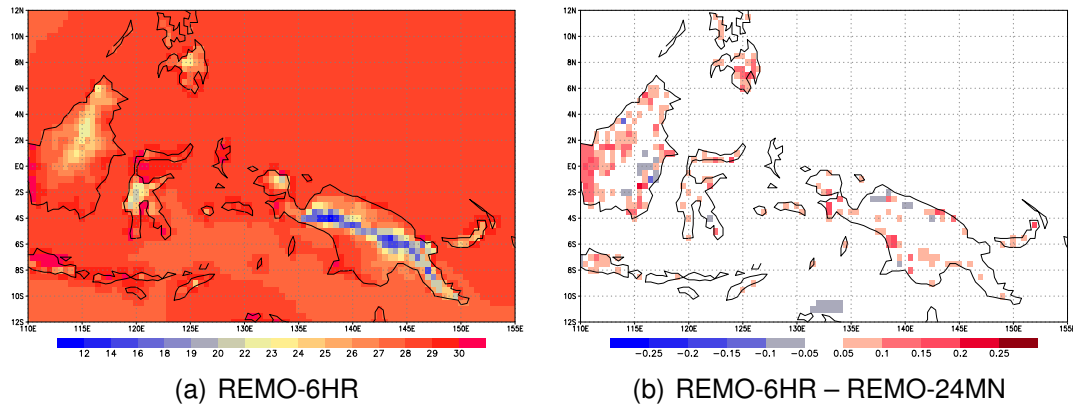 12N
10N
8N
6N
4N
2N
EQ
2S
4S
6S
8S
10S
12S
110E 115E 120E 125E 130E 135E 140E 145E 150E 155E
12 14 16 18 19 20 22 23 24 25 26 27 28 29 30
(a) REMO-6HR
12N
10N
8N
6N
4N
2N
EQ
2S
4S
6S
8S
10S
12S
110E 115E 120E 125E 130E 135E 140E 145E 150E 155E
−0.25 −0.2 −0.15 −0.1 −0.05 0.05 0.1 0.15 0.2 0.25
(b) REMO-6HR – REMO-24MN